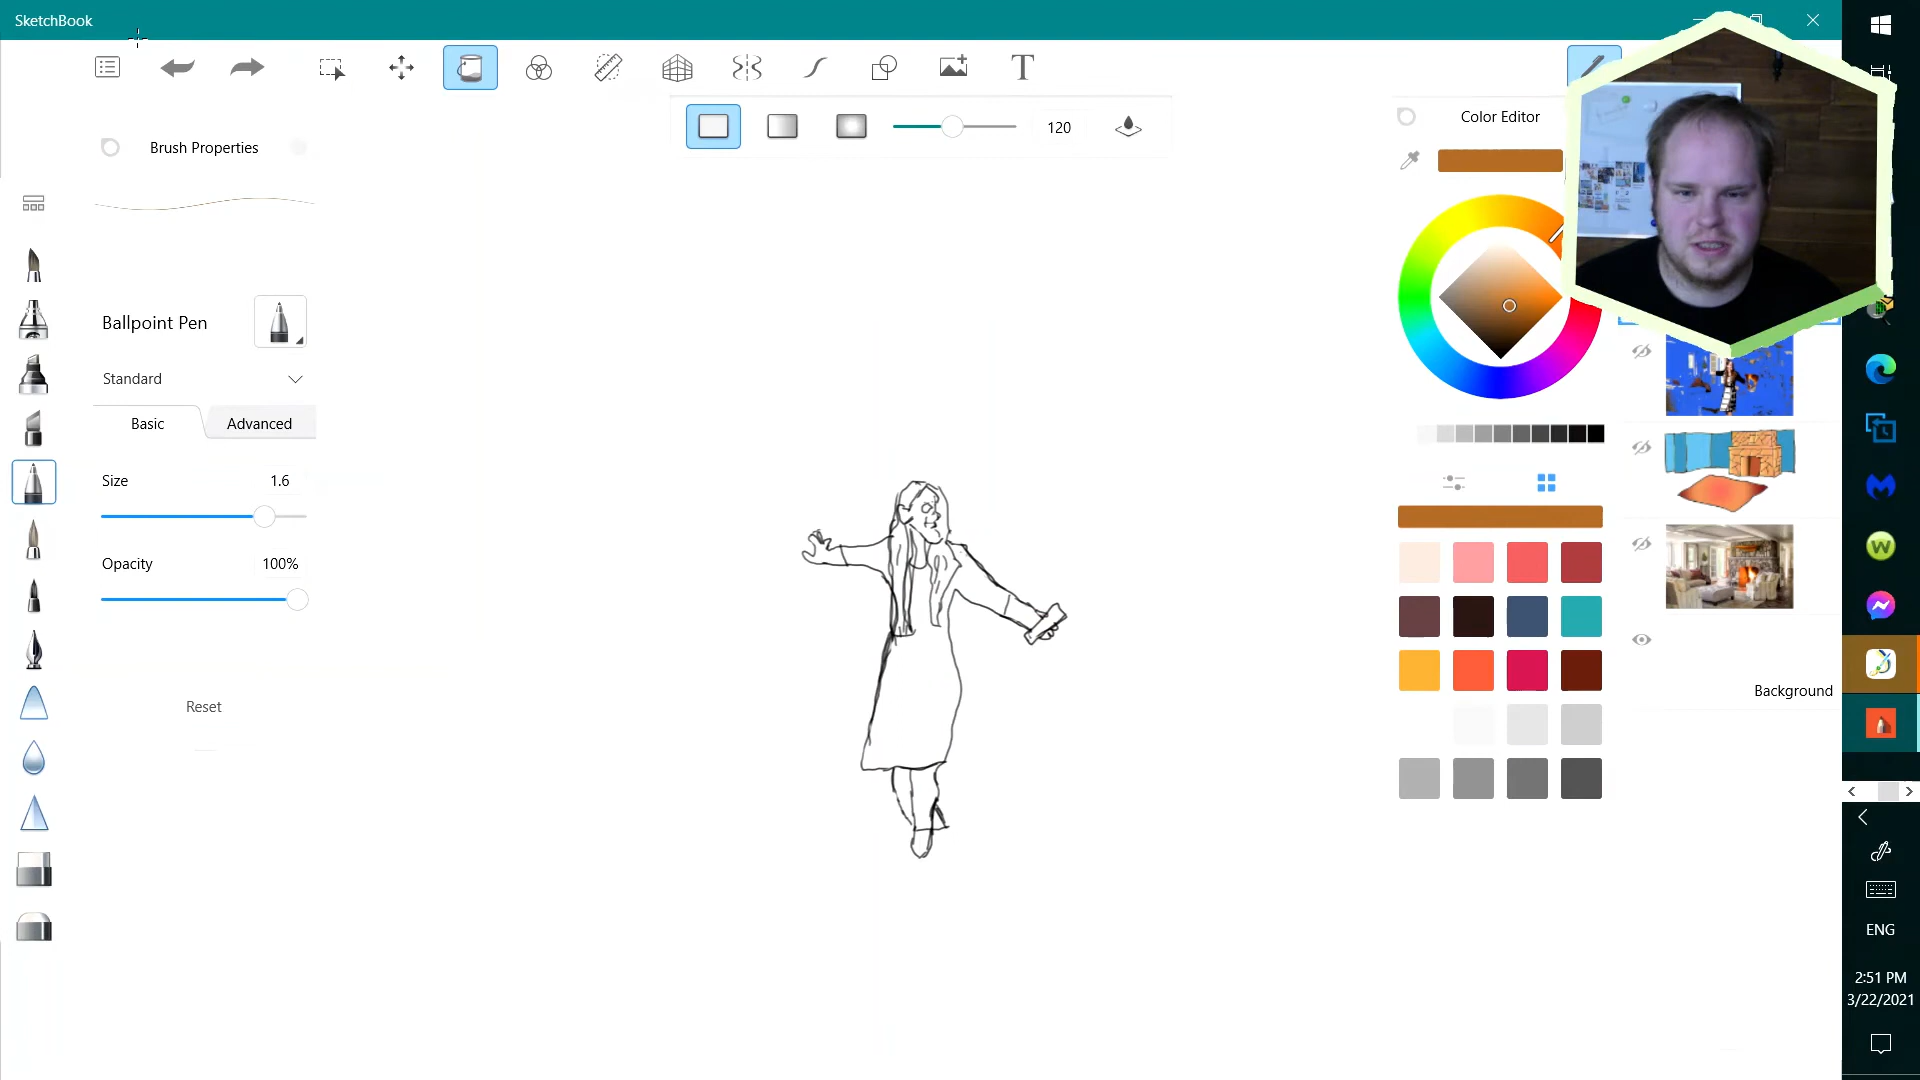 SketchBook
120
Color Editor
Brush Properties
Ballpoint Pen
Standard
Basic
Advanced
Size
1.6
Opacity
100%
Reset
Background
ENG
2:51 PM
3/22/2021